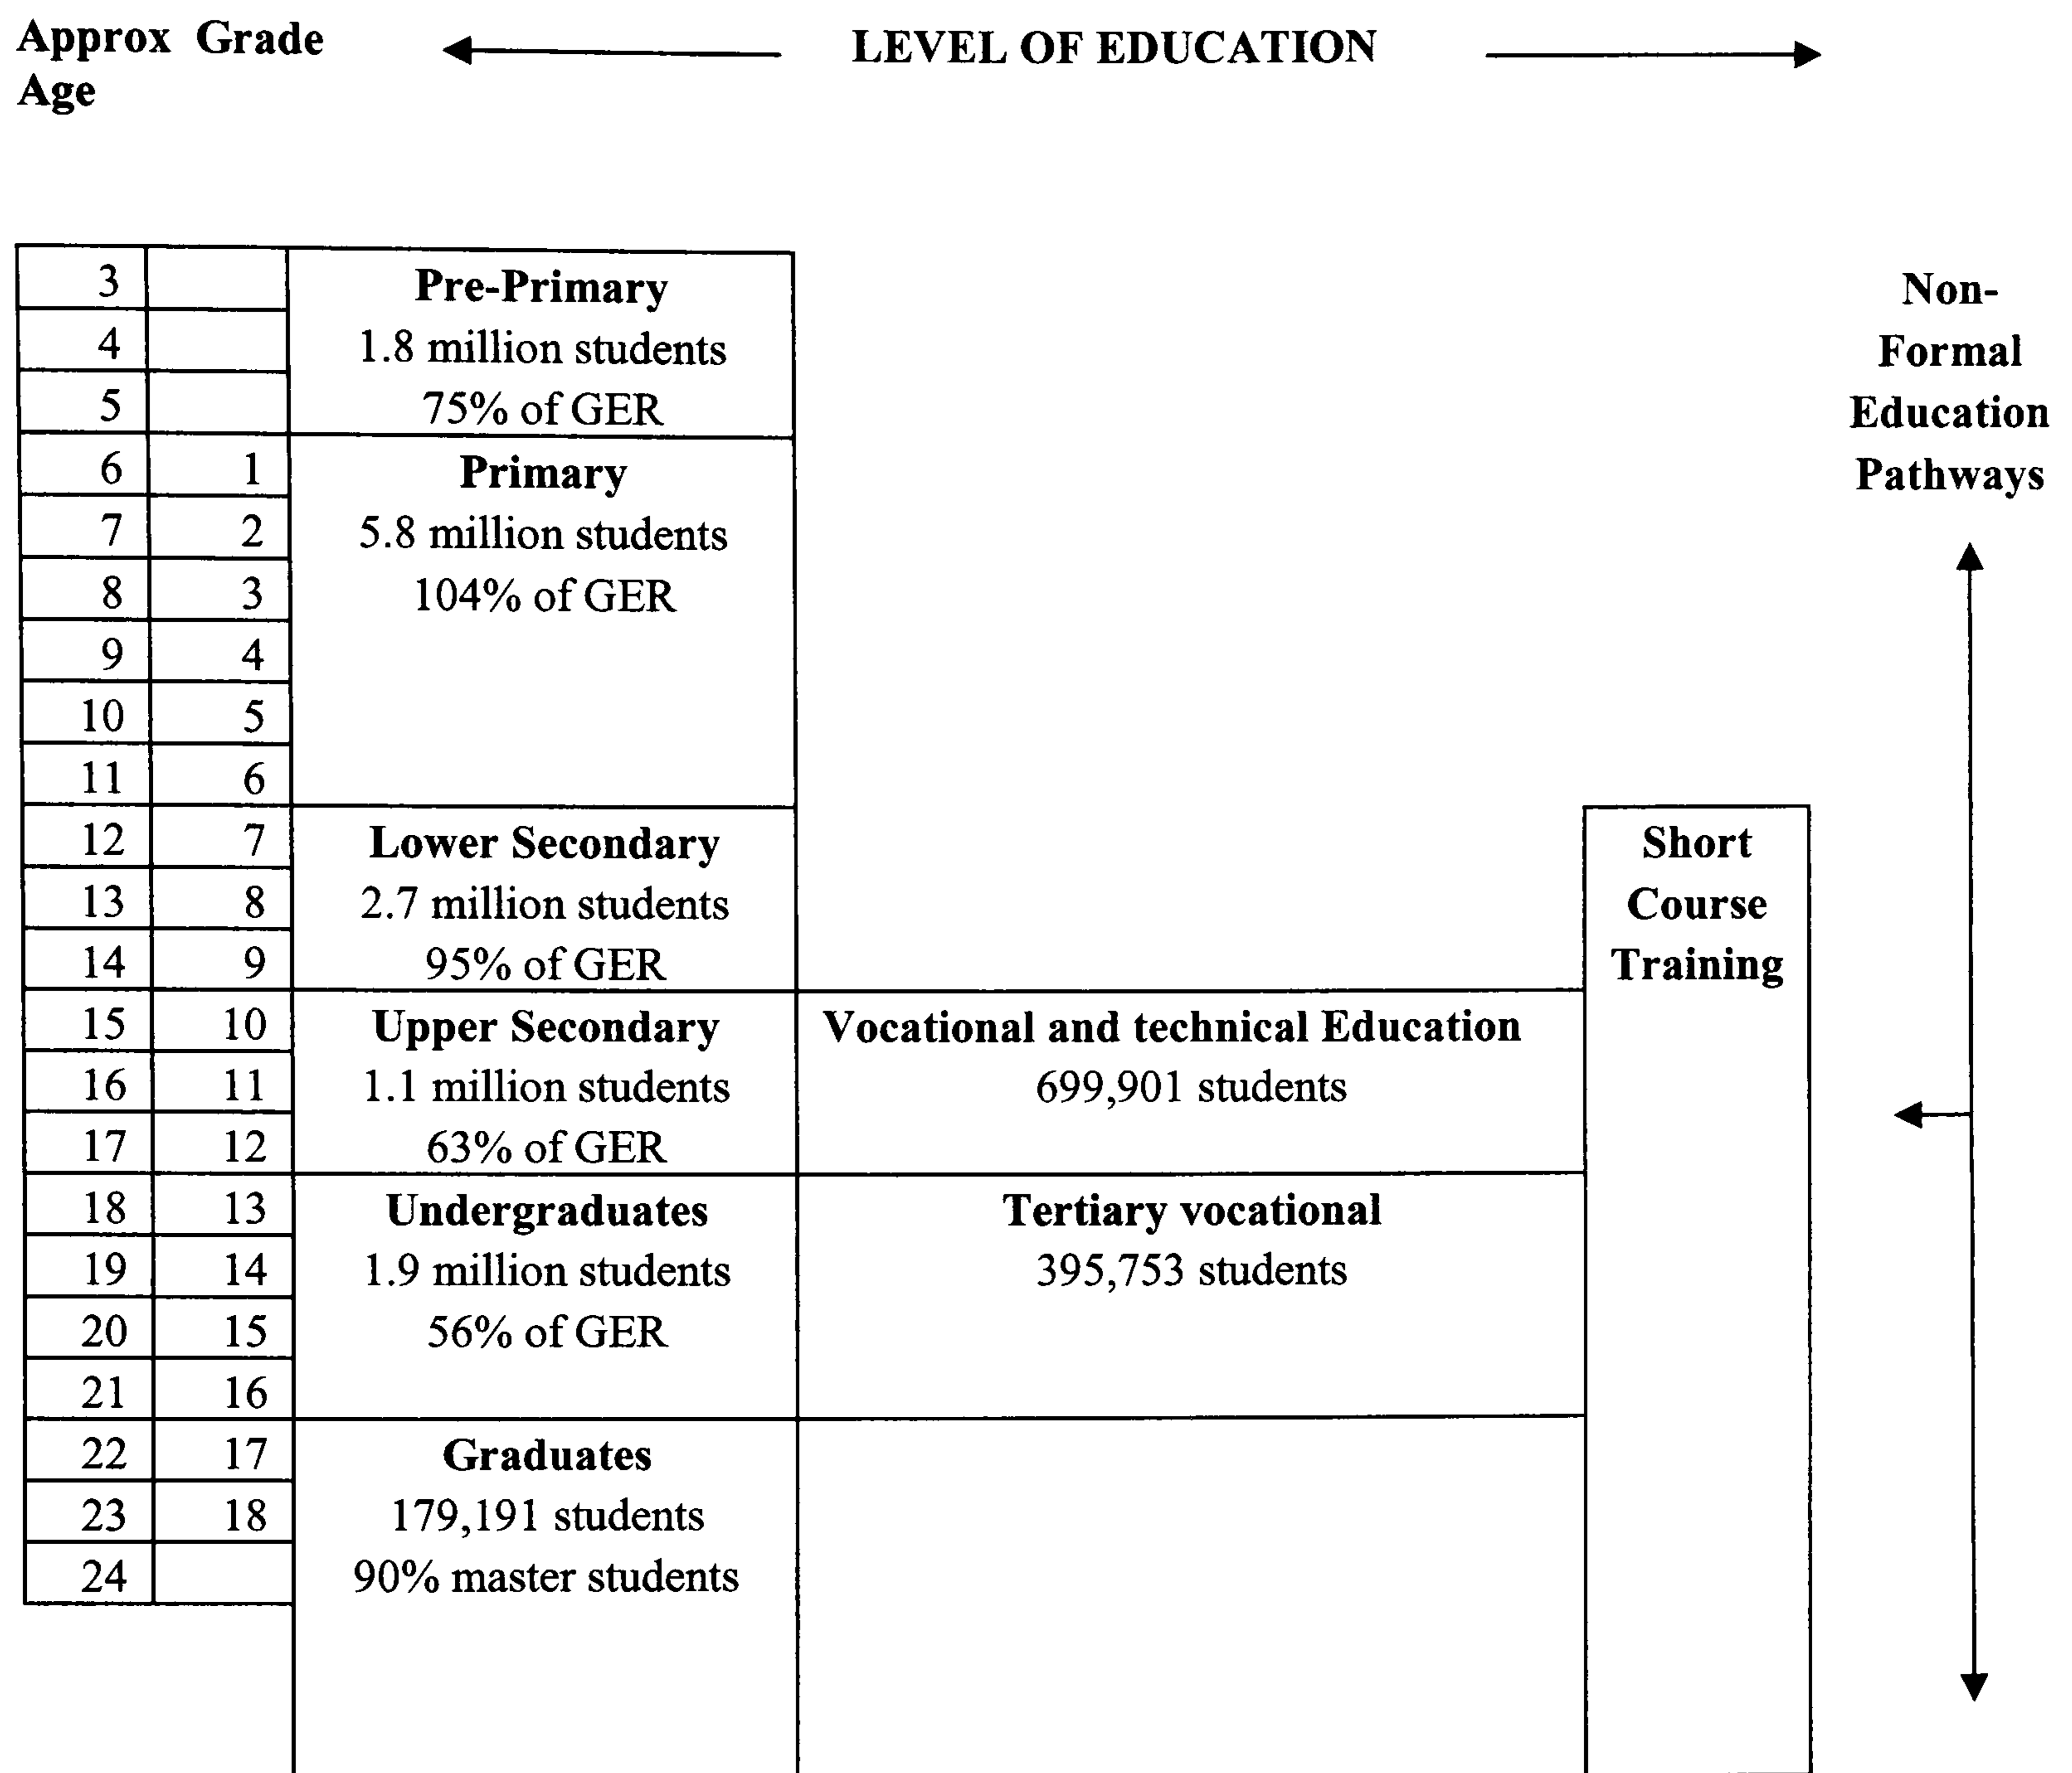 Approx Grade LEVEL OF EDUCATION
Age
3 Pre-Primary Non-
4 1.8 million students Formal
5 75% of GER Education
6 1 Primary Pathways
7 2 5.8 million students
8 3 104% of GER
9 4
10 5
11 6
12 7 Lower Secondary Short
13 8 2.7 million students Course
14 9 95% of GER Training
15 10 Upper Secondary Vocational and technical Education
16 11 1.1 million students 699,901 students
17 12 63% of GER
18 13 Undergraduates Tertiary vocational
19 14 1.9 million students 395,753 students
20 15 56% of GER
21 16
22 17 Graduates
23 18 179,191 students
24 90% master students